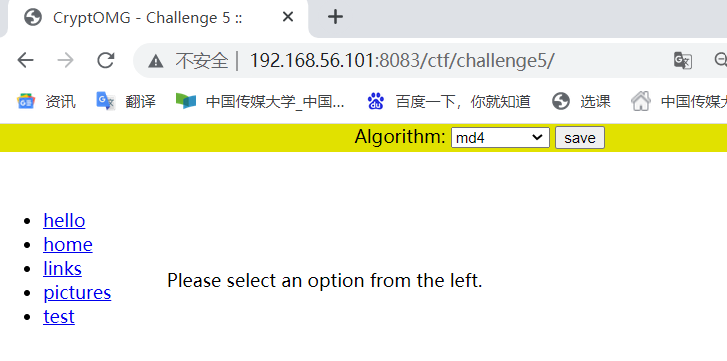 CryptOMG - Challenge 5 ::
不安全 | 192.168.56.101:8083/ctf/challenge5/
资讯 翻译 中国传媒大学_中国... 百度一下，你就知道 选课 中国传媒
Algorithm: md4 save
hello
home
links
Please select an option from the left.
pictures
test